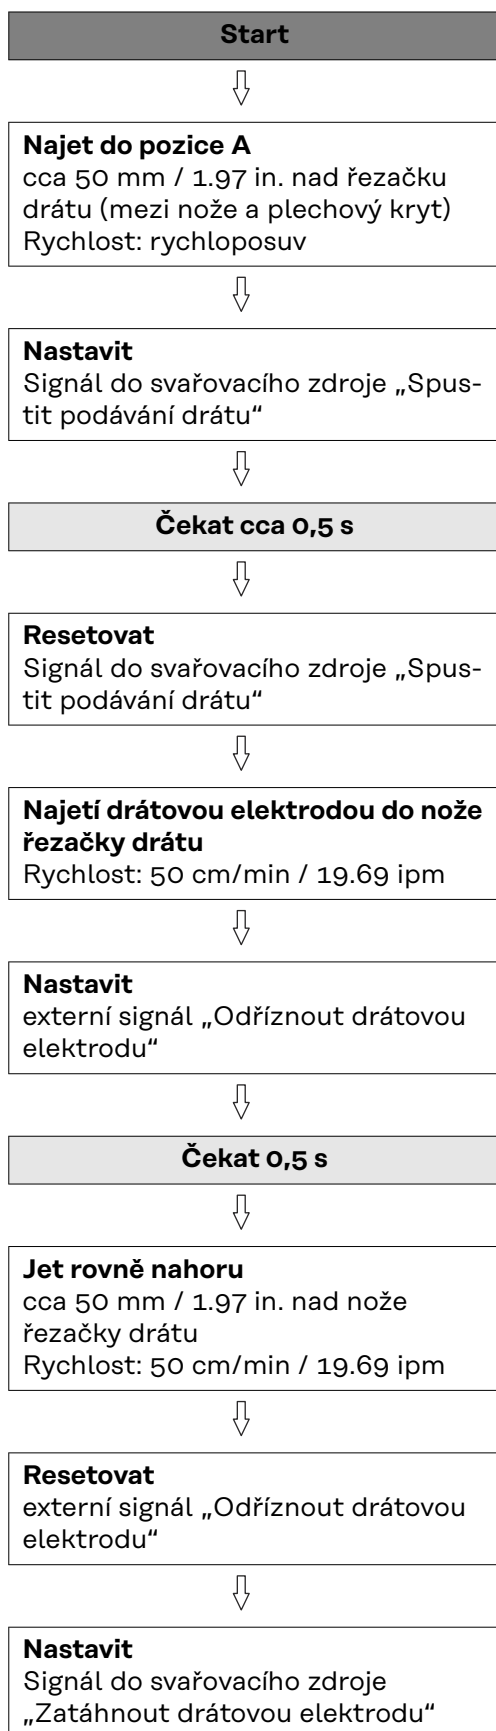 Start
Najet do pozice A
cca 50 mm / 1.97 in. nad řezačku
drátu (mezi nože a plechový kryt)
Rychlost: rychloposuv
Nastavit
Signál do svařovacího zdroje „Spus-
tit podávání drátu“
Čekat cca 0,5 s
Resetovat
Signál do svařovacího zdroje „Spus-
tit podávání drátu“
Najetí drátovou elektrodou do nože
řezačky drátu
Rychlost: 50 cm/min / 19.69 ipm
Nastavit
externí signál „Odříznout drátovou
elektrodu“
Čekat 0,5 s
Jet rovně nahoru
cca 50 mm / 1.97 in. nad nože
řezačky drátu
Rychlost: 50 cm/min / 19.69 ipm
Resetovat
externí signál „Odříznout drátovou
elektrodu“
Nastavit
Signál do svařovacího zdroje
„Zatáhnout drátovou elektrodu“